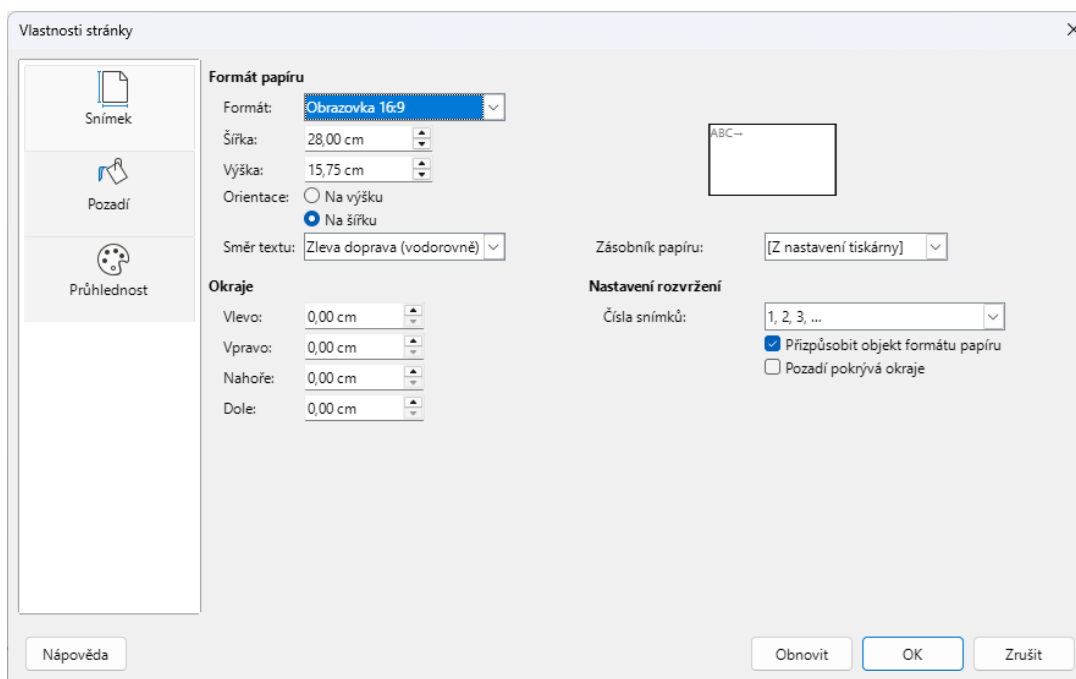 Vlastnosti stránky
Snímek
Pozadí
Průhlednost
Formát papíru
Formát: Obrazovka 16:9
Šířka: 28,00 cm
Výška: 15,75 cm
Orientace: Na výšku
Na šířku
Směr textu: Zleva doprava (vodorovně)
ABC→
Zásobník papíru: [Z nastavení tiskárny]
Okraje
Vlevo: 0,00 cm
Vpravo: 0,00 cm
Nahoře: 0,00 cm
Dole: 0,00 cm
Nastavení rozvržení
Čísla snímků: 1, 2, 3, ...
Přizpůsobit objekt formátu papíru
Pozadí pokrývá okraje
Nápověda
Obnovit
OK
Zrušit